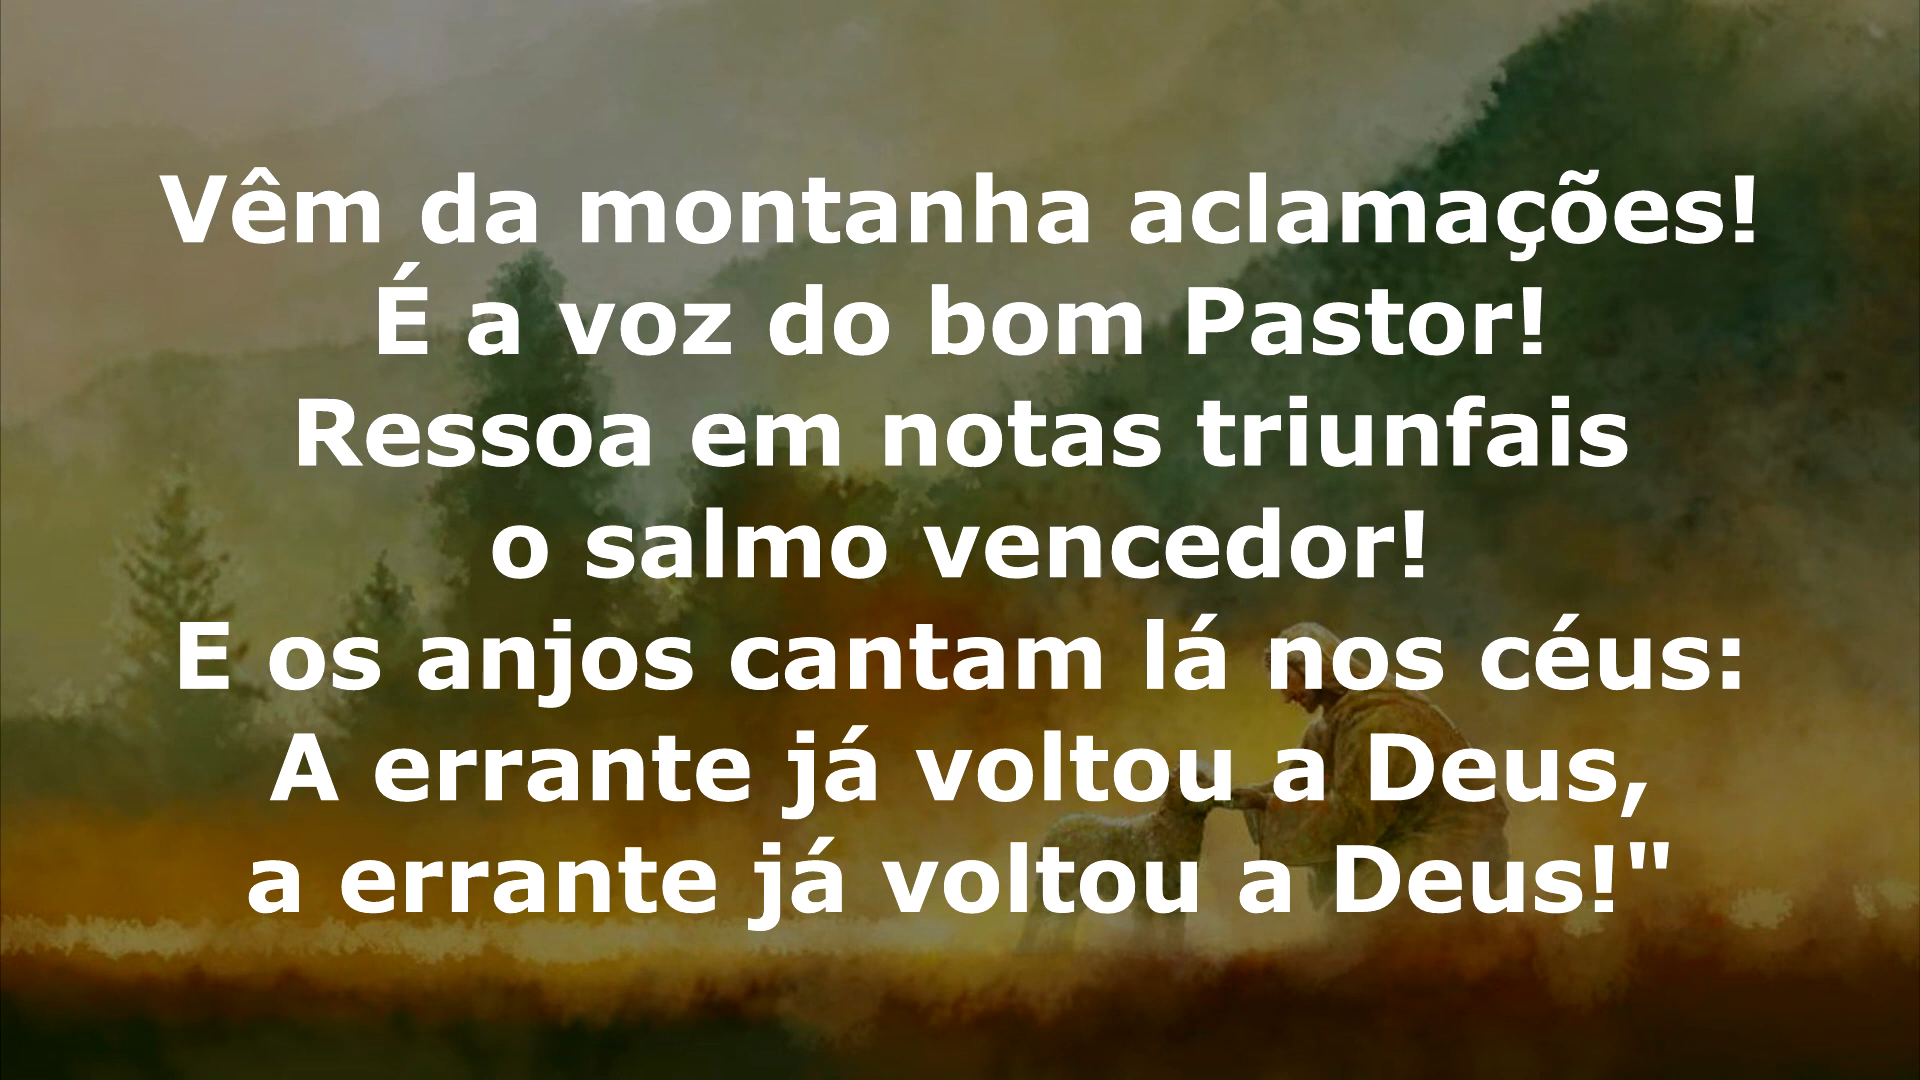 Vêm da montanha aclamações!
É a voz do bom Pastor!
Ressoa em notas triunfais
o salmo vencedor!
E os anjos cantam lá nos céus:
A errante já voltou a Deus,
a errante já voltou a Deus!"